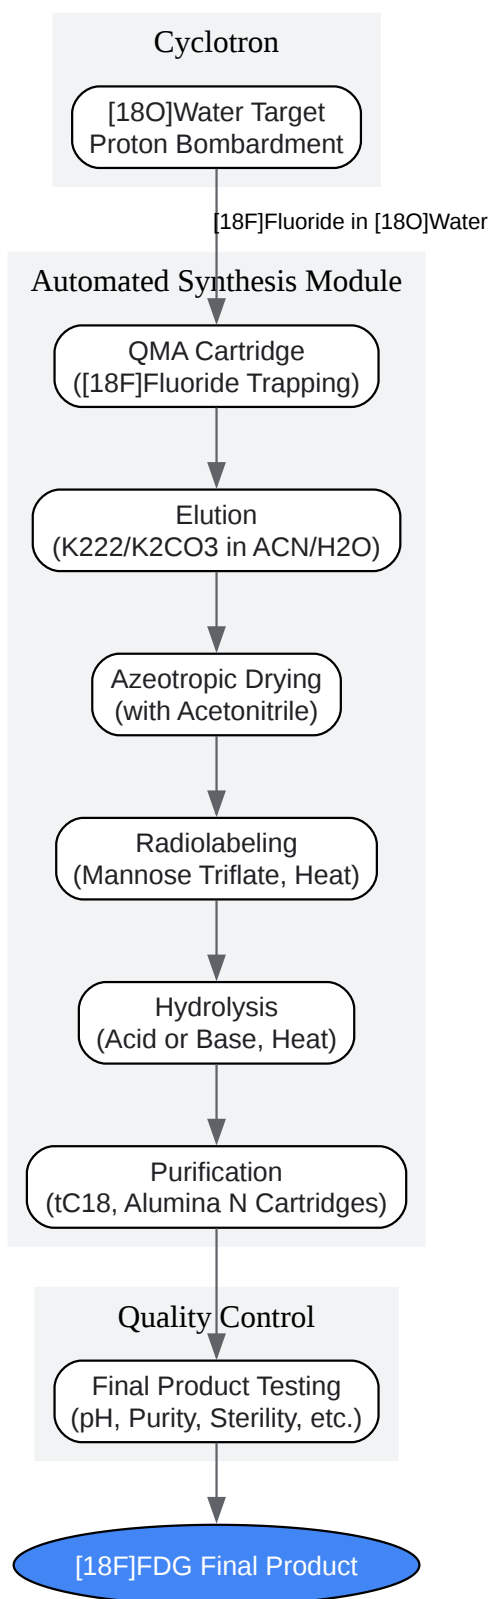 Cyclotron
[18O]Water Target
Proton Bombardment
[18F]Fluoride in [18O]Water
Automated Synthesis Module
QMA Cartridge
([18F]Fluoride Trapping)
Elution
(K222/K2CO3 in ACN/H2O)
Azeotropic Drying
(with Acetonitrile)
Radiolabeling
(Mannose Triflate, Heat)
Hydrolysis
(Acid or Base, Heat)
Purification
(tC18, Alumina N Cartridges)
Quality Control
Final Product Testing
(pH, Purity, Sterility, etc.)
[18F]FDG Final Product